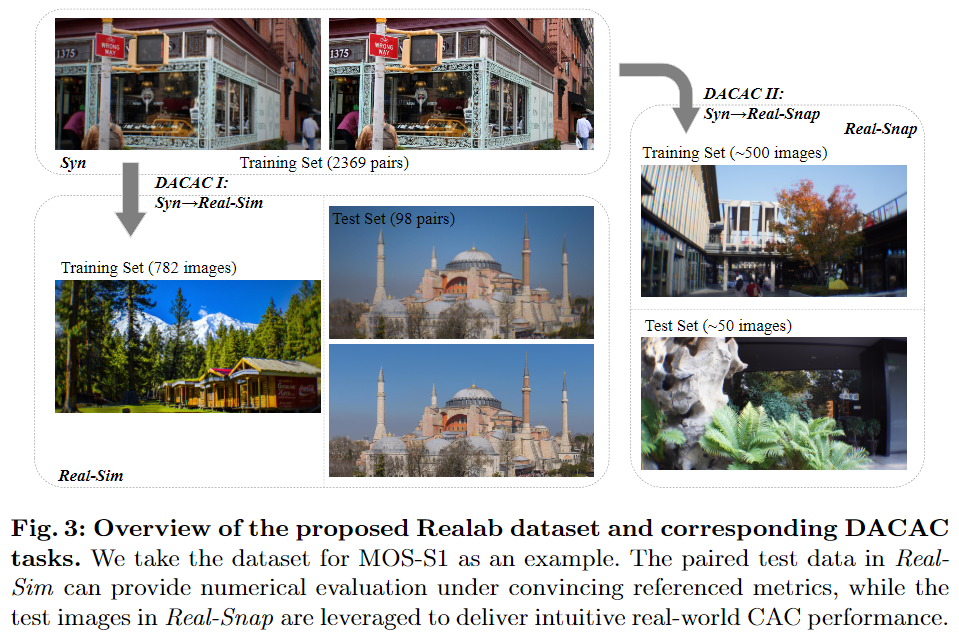 WRONG
WAY
1375
WRONG
WAY
1375
Syn
Training Set (2369 pairs)
DACAC I:
Syn→Real-Sim
DACAC II:
Syn→Real-Snap
Real-Snap
Training Set (~500 images)
Test Set (98 pairs)
Training Set (782 images)
Test Set (~50 images)
Real-Sim
Fig. 3: Overview of the proposed Realab dataset and corresponding DACAC
tasks. We take the dataset for MOS-S1 as an example. The paired test data in Real-
Sim can provide numerical evaluation under convincing referenced metrics, while the
test images in Real-Snap are leveraged to deliver intuitive real-world CAC performance.